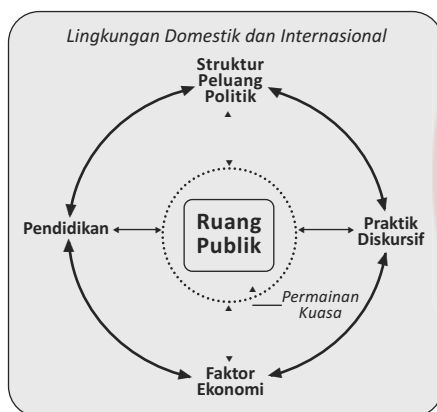 Lingkungan Domestik dan Internasional
Struktur
Peluang
Politik
Pendidikan
Ruang
Publik
Praktik
Diskursif
Permainan
Kuasa
Faktor
Ekonomi